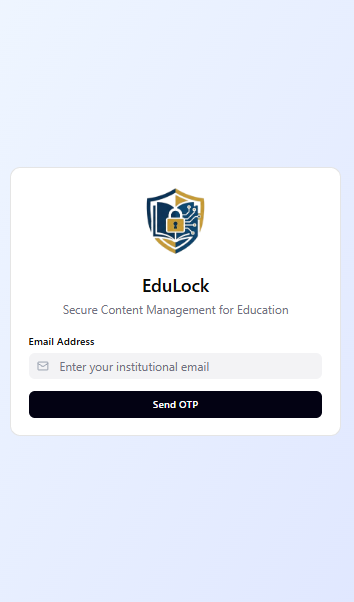 EduLock
Secure Content Management for Education
Email Address
Enter your institutional email
Send OTP